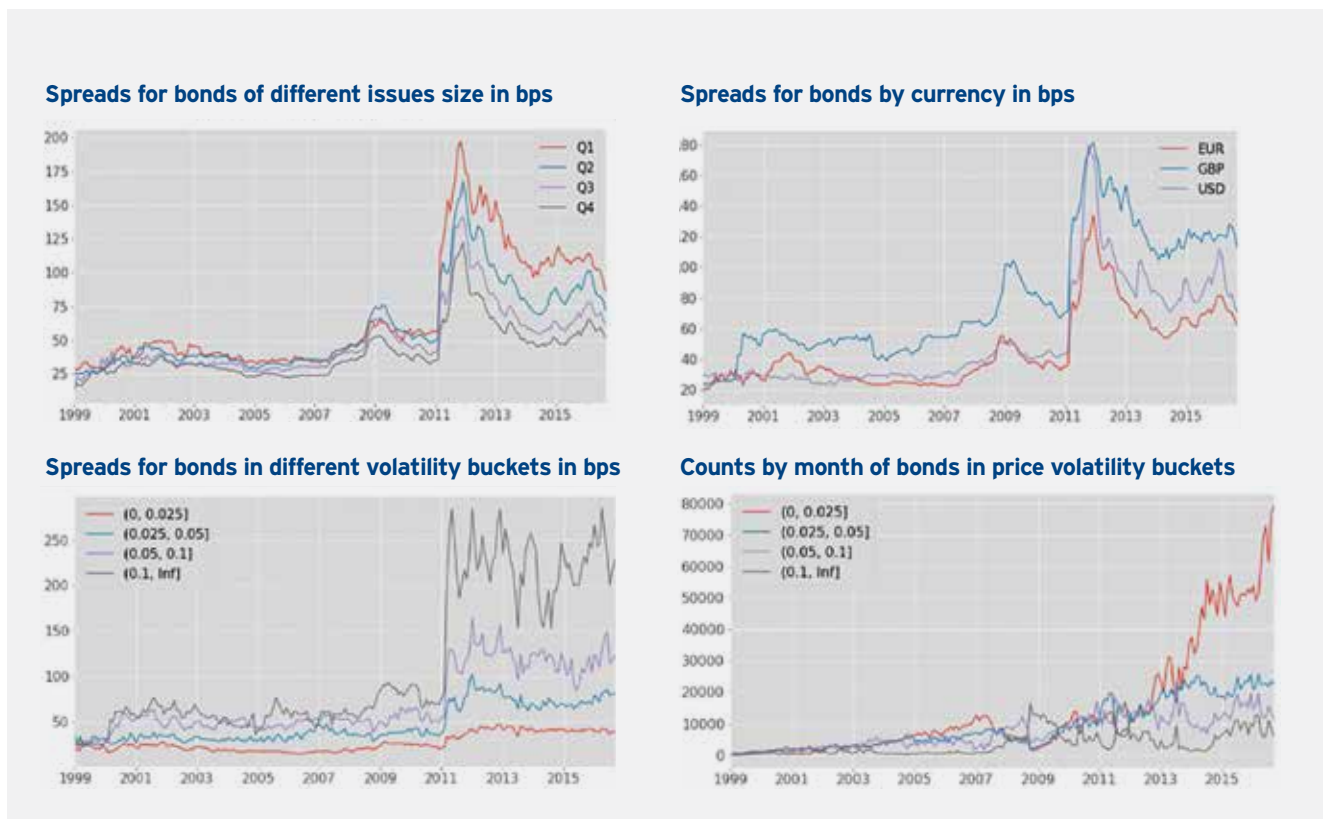 Spreads for bonds of different issues size in bps
200
175
150
125
100
75
50
25
1999 2001 2003 2005 2007 2009 2011 2013 2015
Q1
Q2
Q3
Q4
Spreads for bonds by currency in bps
80
60
40
20
00
80
60
40
20
1999 2001 2003 2005 2007 2009 2011 2013 2015
EUR
GBP
USD
Spreads for bonds in different volatility buckets in bps
(0, 0.025]
(0.025, 0.05]
(0.05, 0.1]
(0.1, Inf]
250
200
150
100
50
1999 2001 2003 2005 2007 2009 2011 2013 2015
Counts by month of bonds in price volatility buckets
(0, 0.025]
(0.025, 0.05]
(0.05, 0.1]
(0.1, Inf]
80000
70000
60000
50000
40000
30000
20000
10000
0
1999 2001 2003 2005 2007 2009 2011 2013 2015